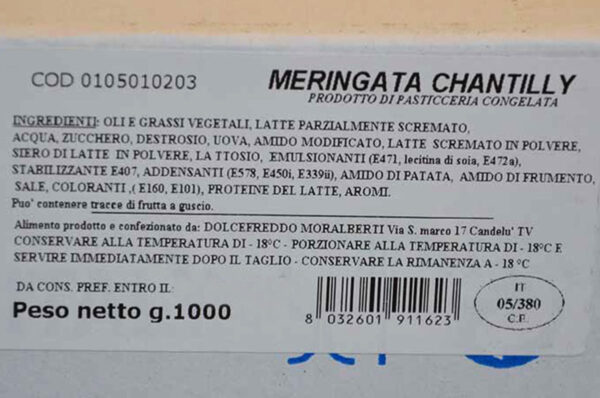 COD 0105010203
MERINGATA CHANTILLY
PRODOTTO DI PASTICCERIA CONGELATA
INGREDIENTI: OLI E GRASSI VEGETALI, LATTE PARZIALMENTE SCREMATO,
ACQUA, ZUCCHERO, DESTROSIO, UOVA, AMIDO MODIFICATO, LATTE SCREMATO IN POLVERE,
SIERO DI LATTE IN POLVERE, LA TTOSIO, EMULSIONANTI (E471, lecitina di soia, E472a),
STABILIZZANTE E407, ADDENSANTI (E578, E450i, E339ii), AMIDO DI PATATA, AMIDO DI FRUMENTO,
SALE, COLORANTI ,( E160, E101), PROTEINE DEL LATTE, AROMI.
Puo' contenere tracce di frutta a guscio.
Alimento prodotto e confezionato da: DOLCEFREDDO MORALBERTI Via S. marco 17 Candelu' TV
CONSERVARE ALLA TEMPERATURA DI - 18°C - PORZIONARE ALLA TEMPERATURA DI - 18°C E
SERVIRE IMMEDIATAMENTE DOPO IL TAGLIO - CONSERVARE LA RIMANENZA A - 18 °C
DA CONS. PREF. ENTRO IL:
Peso netto g.1000
8 032601 911623
IT
05/380
C.E.